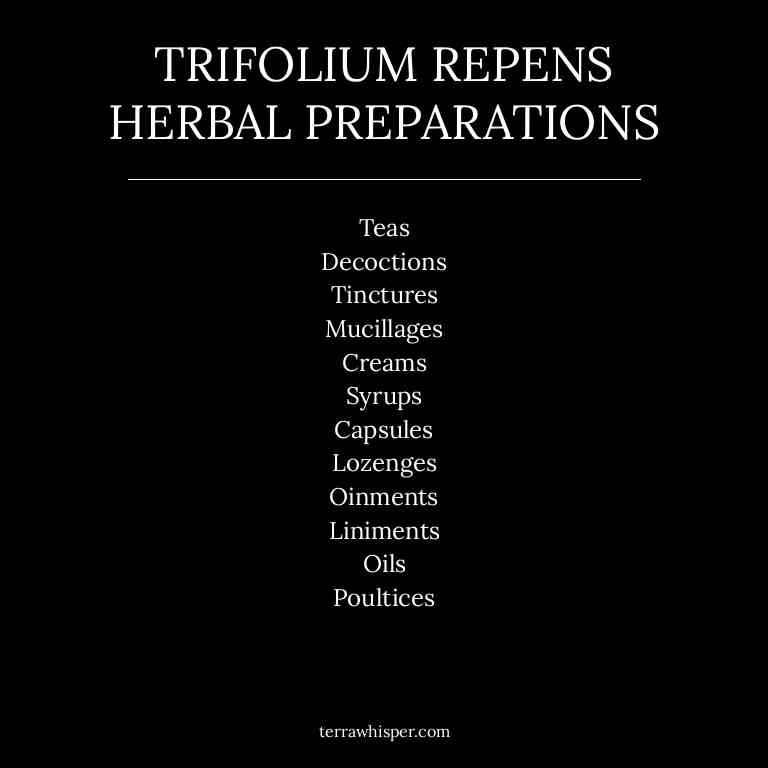 TRIFOLIUM REPENS
HERBAL PREPARATIONS
Teas
Decoctions
Tinctures
Mucillages
Creams
Syrups
Capsules
Lozenges
Oinments
Liniments
Oils
Poultices
terrawhisper.com